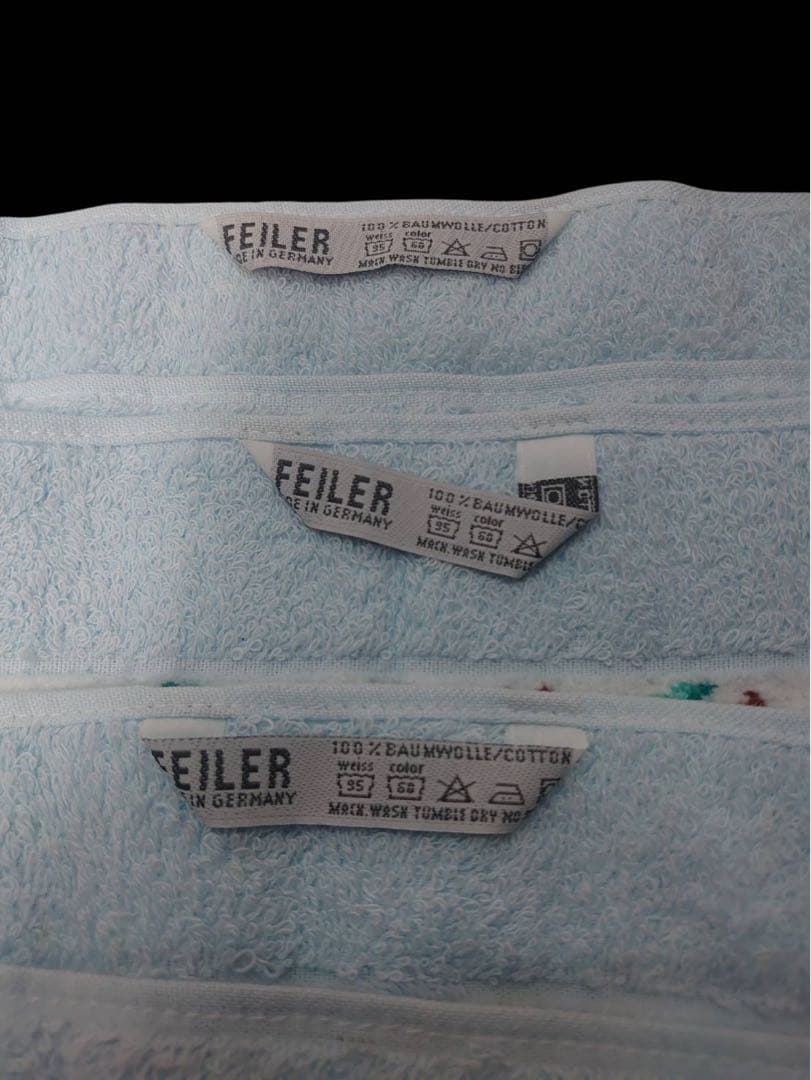 FEILER
IN GERMANY
100 % BAUMWOLLE/COTTON
weiss color
95 60
MACH. WASH TUMBLE DRY NO
FEILER
IN GERMANY
100 % BAUMWOLLE/
weiss color
95 60
MACH. WASH TUMBLE
FEILER
IN GERMANY
100 % BAUMWOLLE/COTTON
weiss color
95 60
MACH. WASH TUMBLE DRY NO